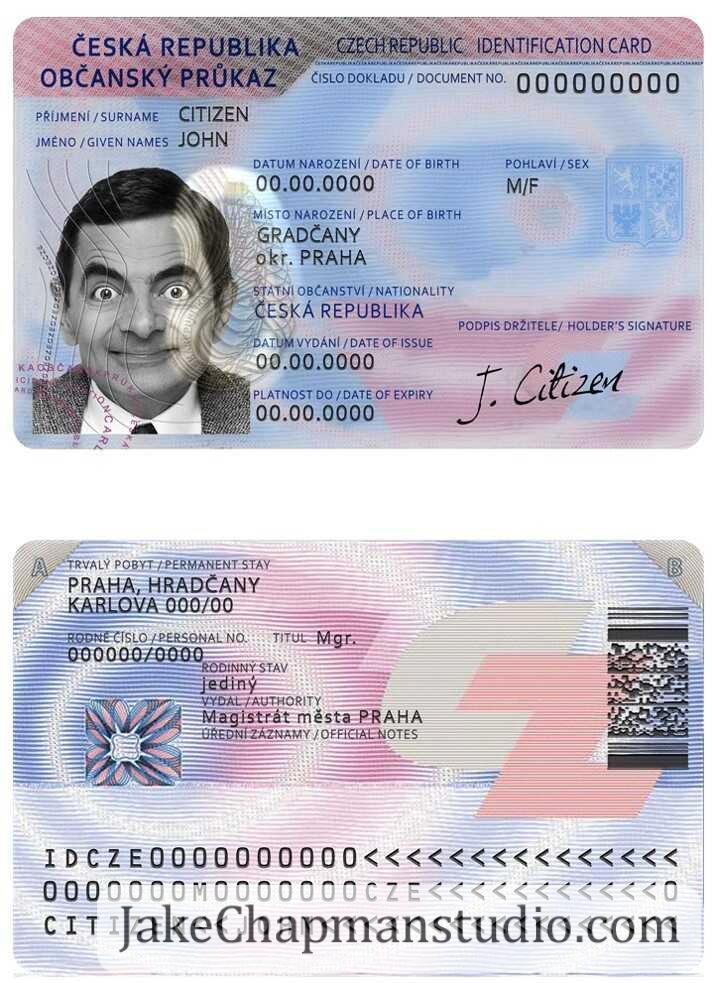 ČESKÁ REPUBLIKA
CZECH REPUBLIC IDENTIFICATION CARD
OBČANSKÝ PRŮKAZ
ČISLO DOKLADU / DOCUMENT NO. 000000000
PŘÍJMENÍ / SURNAME CITIZEN
JMÉNO / GIVEN NAMES JOHN
DATUM NAROZENÍ / DATE OF BIRTH
POHLAVÍ / SEX
00.00.0000
M/F
MÍSTO NAROZENÍ / PLACE OF BIRTH
GRADČANY
okr. PRAHA
STÁTNÍ OBČANSTVÍ / NATIONALITY
ČESKÁ REPUBLIKA
PODPIS DRŽITELE/ HOLDER'S SIGNATURE
DATUM VYDÁNÍ / DATE OF ISSUE
00.00.0000
J. Citizen
PLATNOST DO / DATE OF EXPIRY
00.00.0000
A
B
TRVALÝ POBYT / PERMANENT STAY
PRAHA, HRADČANY
KARLOVA 000/00
RODNÉ ČÍSLO / PERSONAL NO. TITUL Mgr.
000000/0000
RODINNÝ STAV
jediný
VYDAL / AUTHORITY
Magistrát města PRAHA
ÚŘEDNÍ ZÁZNAMY / OFFICIAL NOTES
IDCZE0000000000<<<<<<<<<<<<<<<
0000000M0000000CZE<<<<<<<<<<<0
CITIZEN<<JOHN<<<<<<<<<<<<<<<<<
JakeChapmanstudio.com